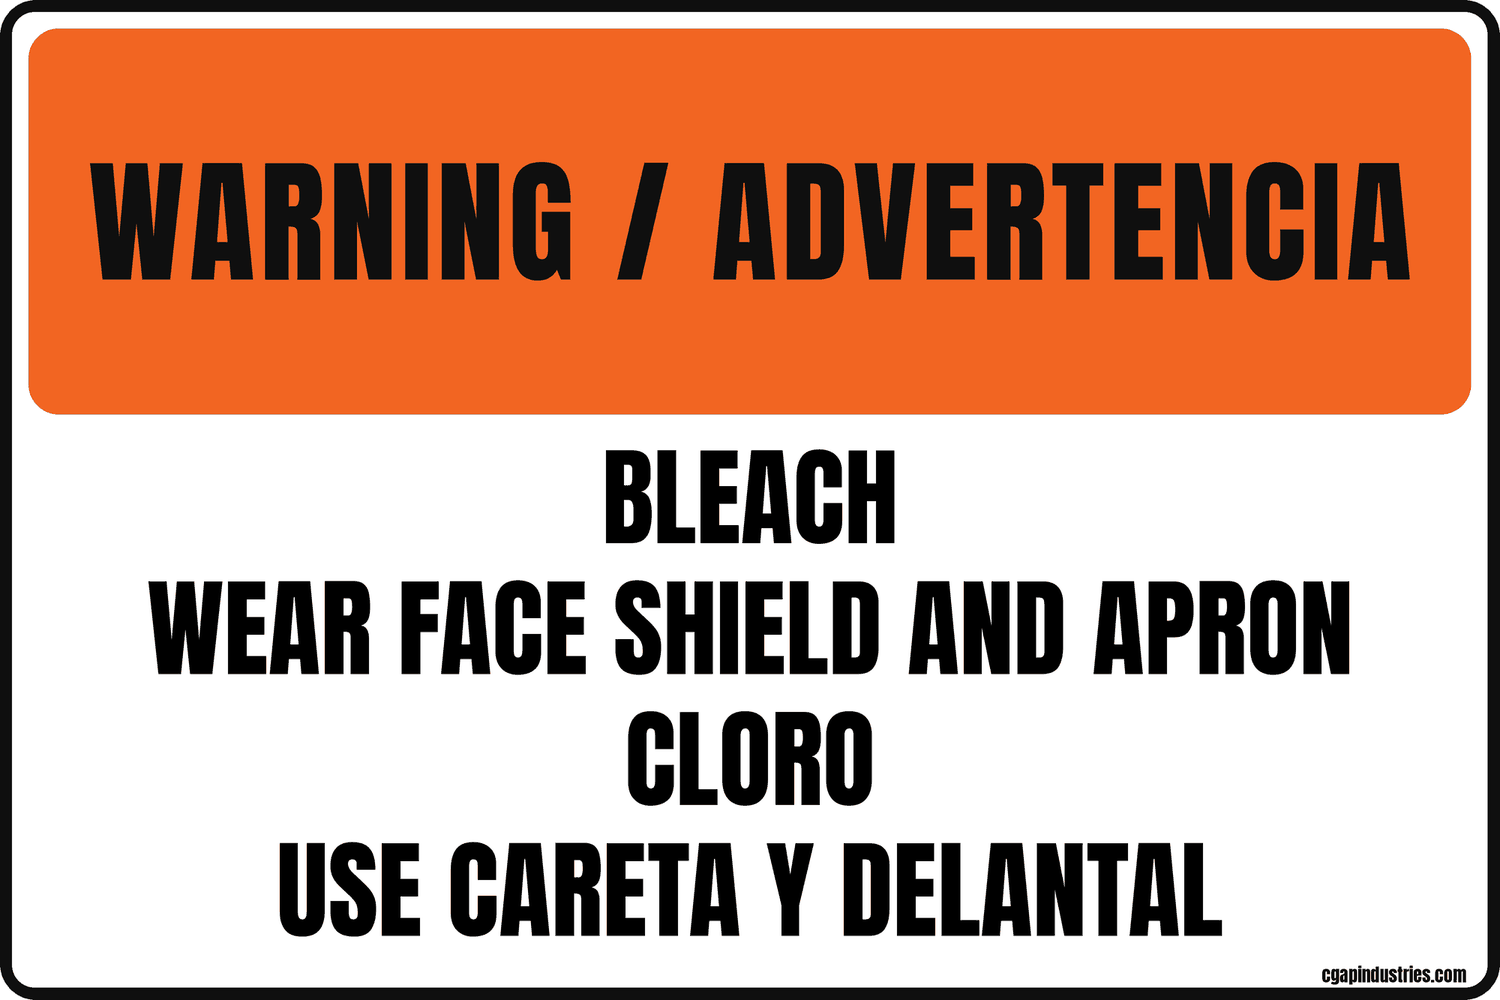 WARNING / ADVERTENCIA
BLEACH
WEAR FACE SHIELD AND APRON
CLORO
USE CARETA Y DELANTAL
cgapindustries.com